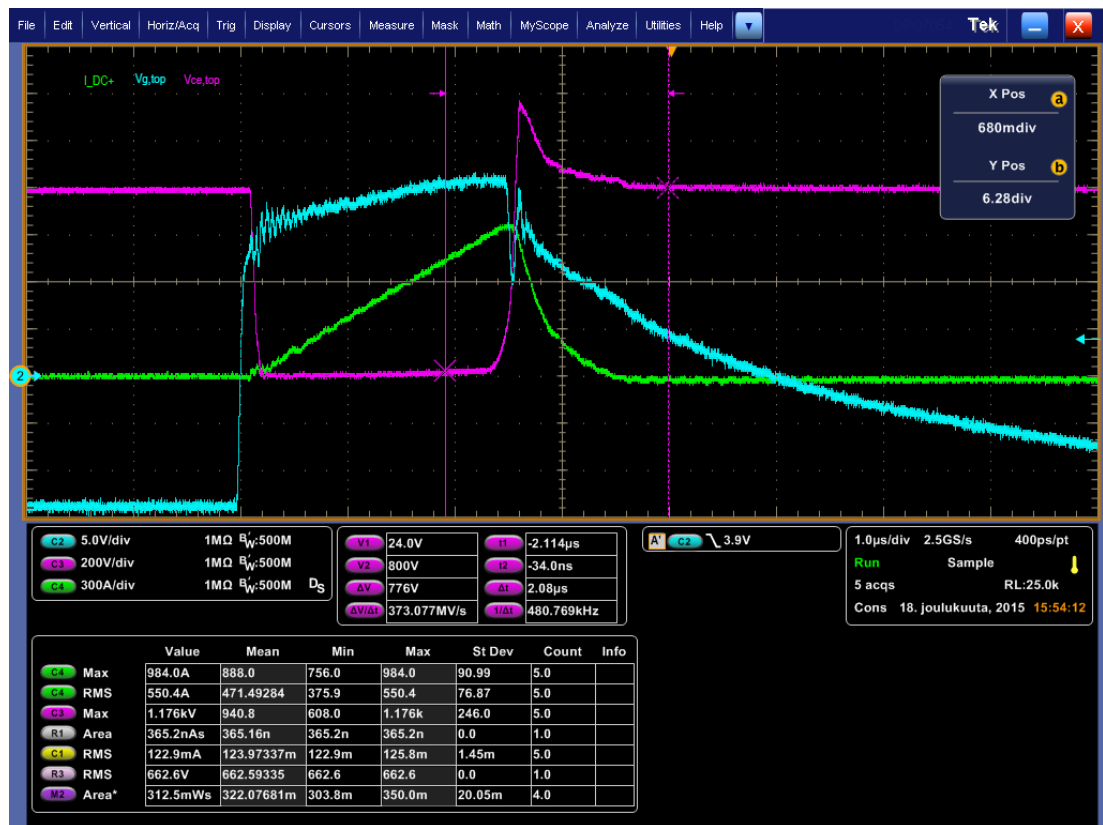 File Edit Vertical Horiz/Acq Trig Display Cursors Measure Mask Math MyScope Analyze Utilities Help Tek X
I_DC+ Vg,top Vce,top
X Pos a
680mdiv
Y Pos b
6.28div
2
C2 5.0V/div 1MΩ BW:500M
C3 200V/div 1MΩ BW:500M
C4 300A/div 1MΩ BW:500M DS
V1 24.0V t1 -2.114µs
V2 800V t2 -34.0ns
ΔV 776V Δt 2.08µs
ΔV/Δt 373.077MV/s 1/Δt 480.769kHz
A' C2 3.9V
1.0µs/div 2.5GS/s 400ps/pt
Run Sample
5 acqs RL:25.0k
Cons 18. joulukuuta, 2015 15:54:12
Value Mean Min Max St Dev Count Info
C4 Max 984.0A 888.0 756.0 984.0 90.99 5.0
C4 RMS 550.4A 471.49284 375.9 550.4 76.87 5.0
C3 Max 1.176kV 940.8 608.0 1.176k 246.0 5.0
R1 Area 365.2nAs 365.16n 365.2n 365.2n 0.0 1.0
C1 RMS 122.9mA 123.97337m 122.9m 125.8m 1.45m 5.0
R3 RMS 662.6V 662.59335 662.6 662.6 0.0 1.0
M2 Area* 312.5mWs 322.07681m 303.8m 350.0m 20.05m 4.0